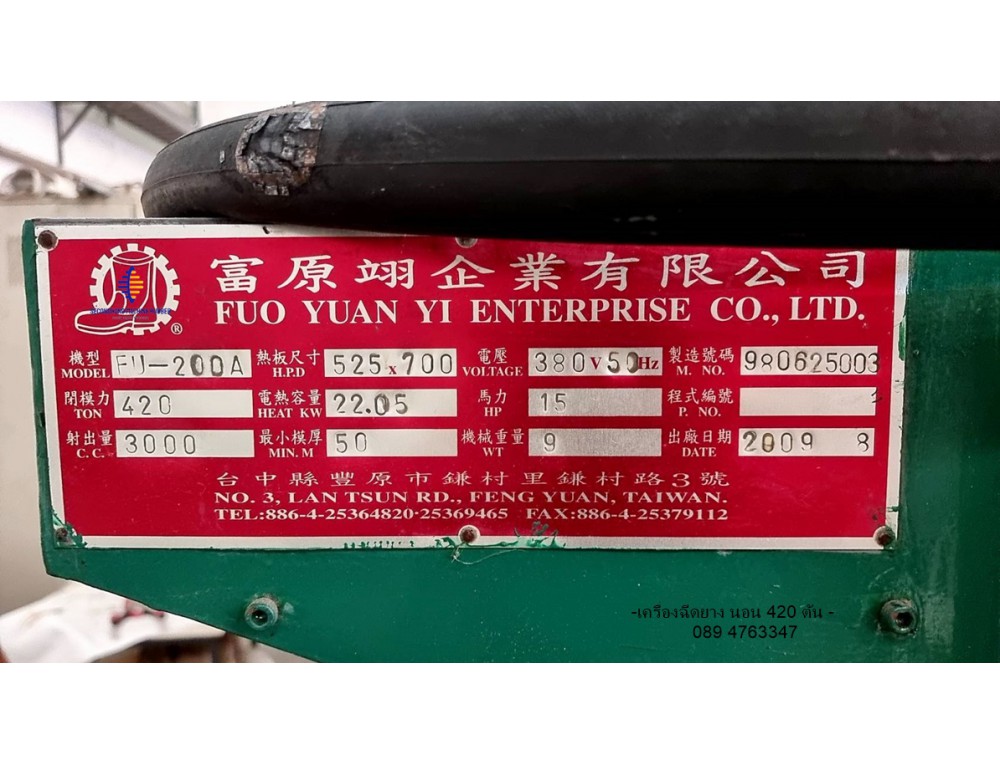 富原翊企業有限公司
FUO YUAN YI ENTERPRISE CO., LTD.
®
機型 MODEL FU-200A 熱板尺寸 H.P.D 525 x 700 電壓 VOLTAGE 380 V 50 Hz 製造號碼 M. NO. 980625003
閉模力 TON 420 電熱容量 HEAT KW 22.05 馬力 HP 15 程式編號 P. NO. 1
射出量 C. C. 3000 最小模厚 MIN. M 50 機械重量 WT 9 出廠日期 DATE 2009 8
台中縣豐原市鎌村里鎌村路3號
NO. 3, LAN TSUN RD., FENG YUAN, TAIWAN.
TEL:886-4-25364820·25369465 FAX:886-4-25379112
-เครื่องฉีดยาง นอน 420 ตัน -
089 4763347